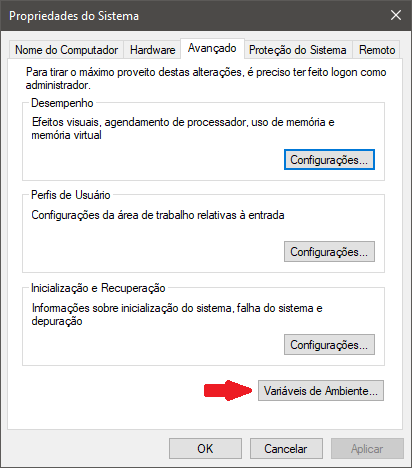 Propriedades do Sistema
Nome do Computador Hardware Avançado Proteção do Sistema Remoto
Para tirar o máximo proveito destas alterações, é preciso ter feito logon como
administrador.
Desempenho
Efeitos visuais, agendamento de processador, uso de memória e
memória virtual
Configurações...
Perfis de Usuário
Configurações da área de trabalho relativas à entrada
Configurações...
Inicialização e Recuperação
Informações sobre inicialização do sistema, falha do sistema e
depuração
Configurações...
Variáveis de Ambiente...
OK Cancelar Aplicar